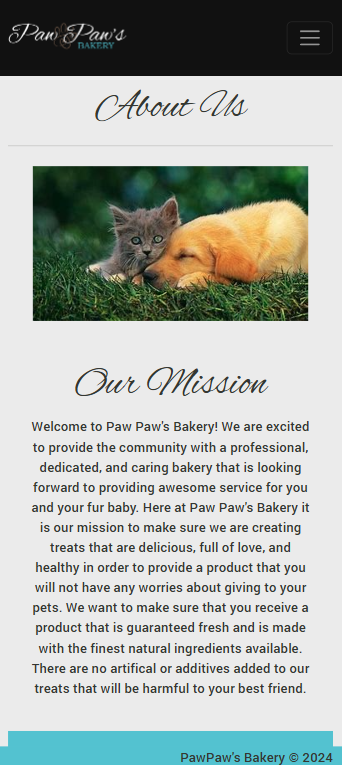 Paw Paw's
BAKERY
About Us
Our Mission
Welcome to Paw Paw's Bakery! We are excited
to provide the community with a professional,
dedicated, and caring bakery that is looking
forward to providing awesome service for you
and your fur baby. Here at Paw Paw's Bakery it
is our mission to make sure we are creating
treats that are delicious, full of love, and
healthy in order to provide a product that you
will not have any worries about giving to your
pets. We want to make sure that you receive a
product that is guaranteed fresh and is made
with the finest natural ingredients available.
There are no artifical or additives added to our
treats that will be harmful to your best friend.
PawPaw's Bakery © 2024